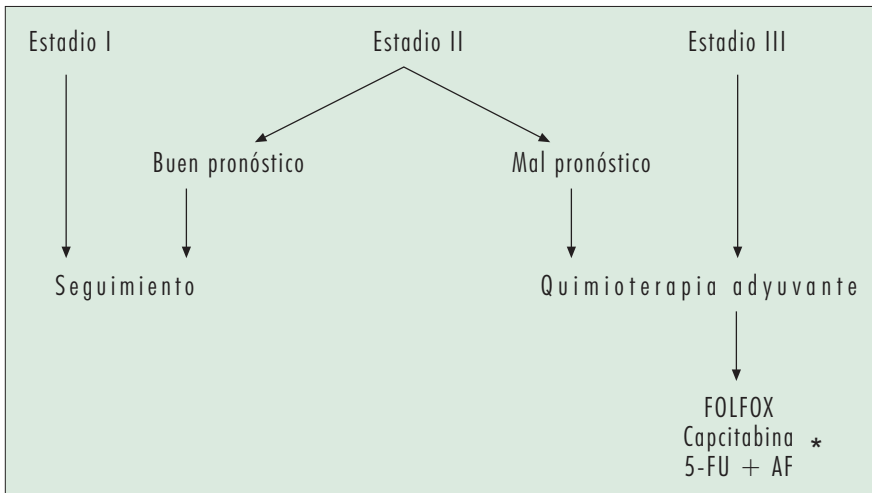 Estadio I Estadio II Estadio III
Buen pronóstico Mal pronóstico
Seguimiento Quimioterapia adyuvante
FOLFOX
Capcitabina *
5-FU + AF